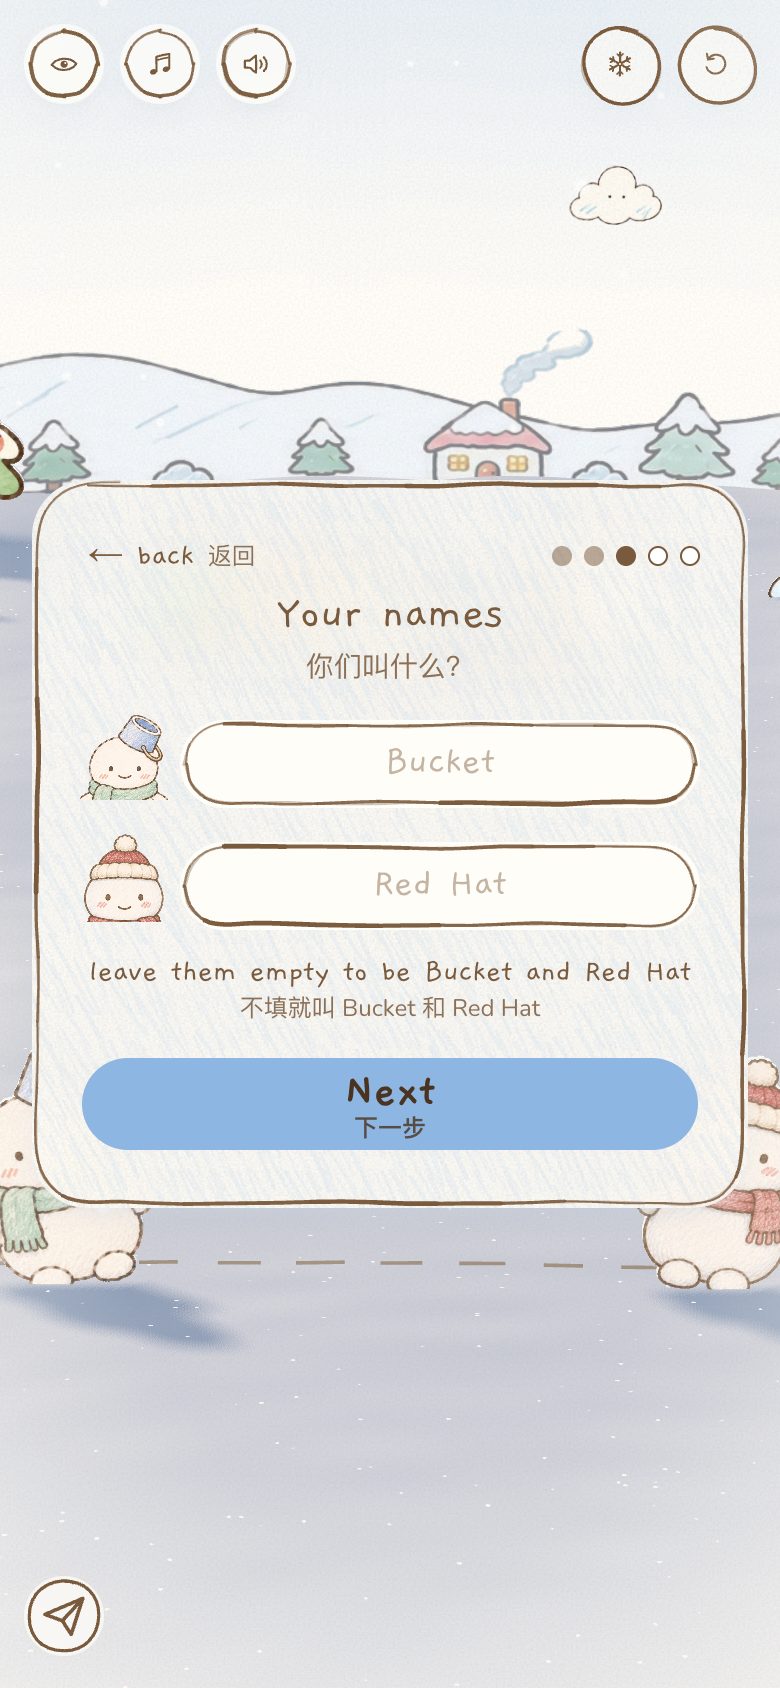 ← back 返回
Your names
你们叫什么?
Bucket
Red Hat
leave them empty to be Bucket and Red Hat
不填就叫 Bucket 和 Red Hat
Next
下一步